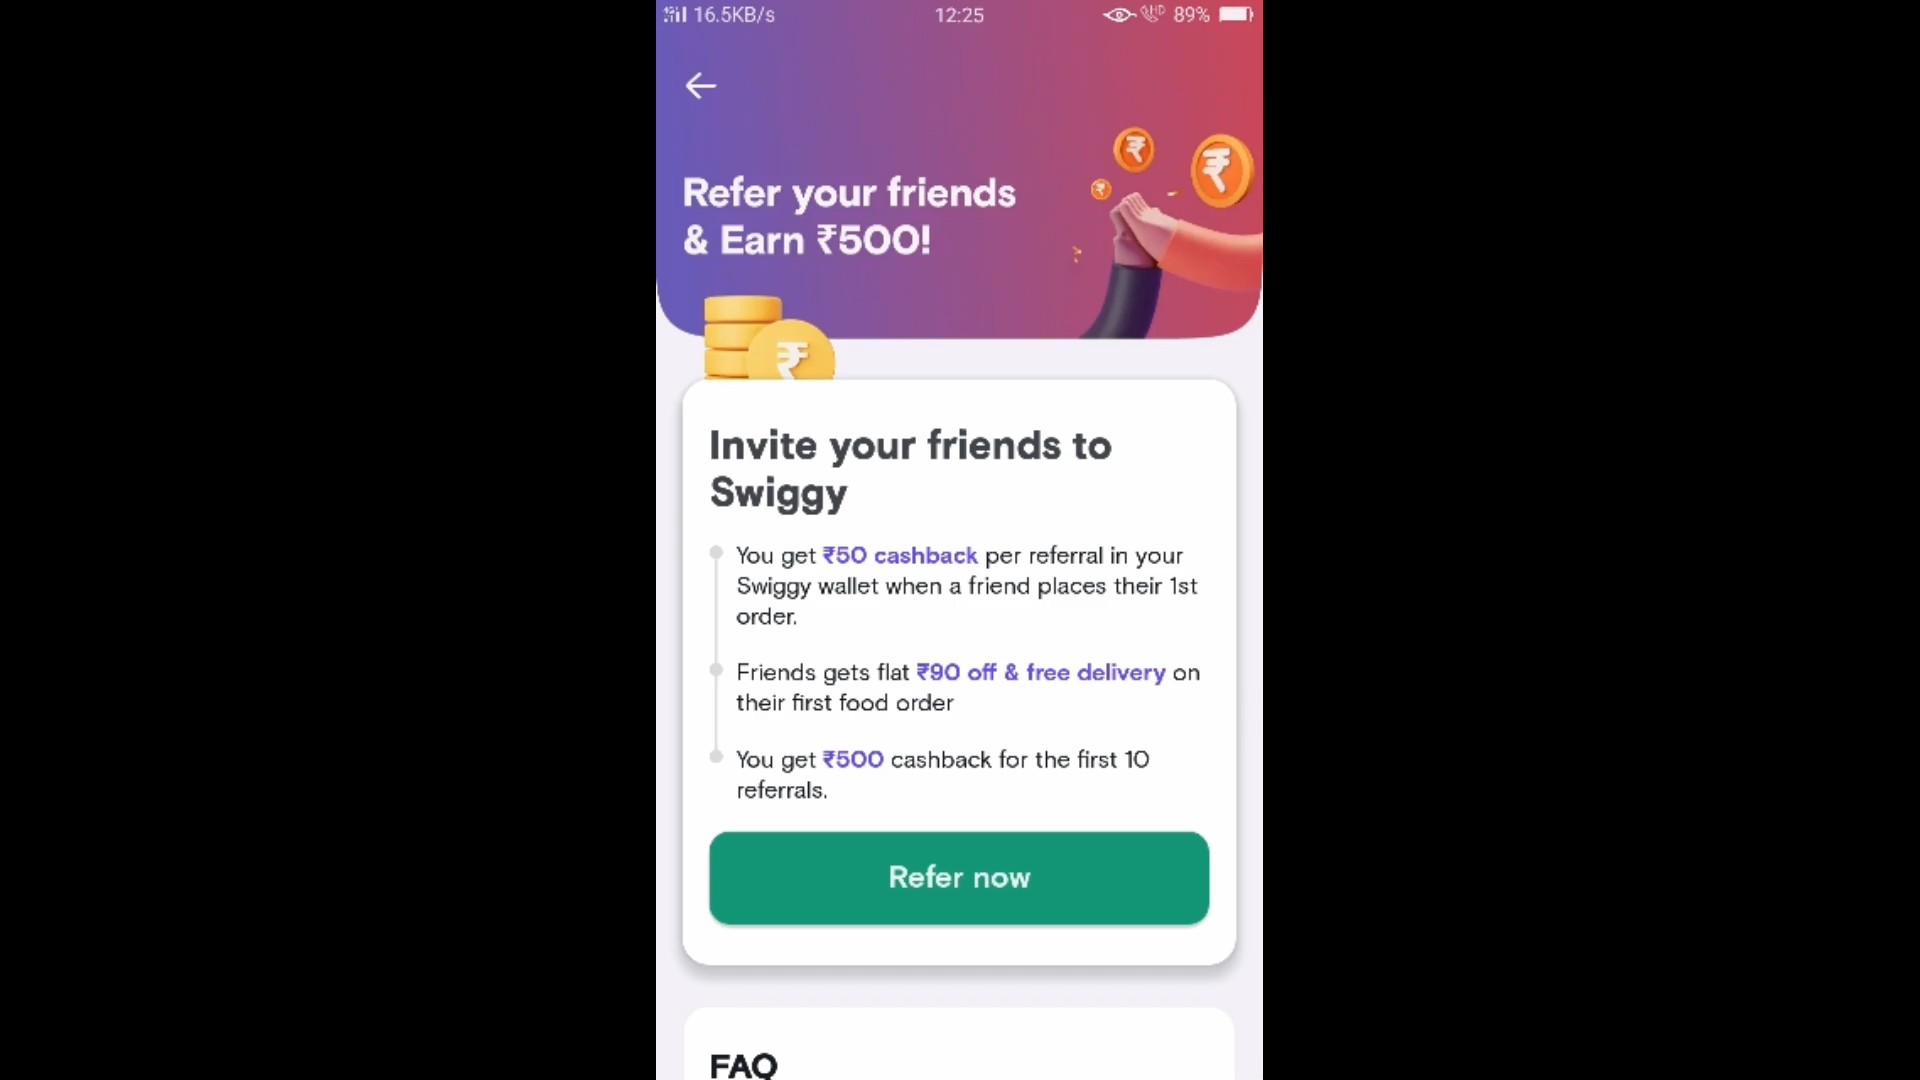 16.5KB/s 12:25 89%
Refer your friends
& Earn ₹500!
Invite your friends to
Swiggy
You get ₹50 cashback per referral in your
Swiggy wallet when a friend places their 1st
order.
Friends gets flat ₹90 off & free delivery on
their first food order
You get ₹500 cashback for the first 10
referrals.
Refer now
FAQ